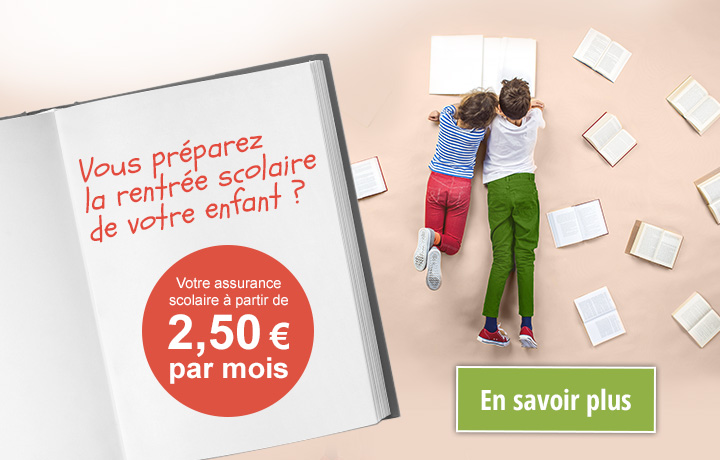 Vous préparez
la rentrée scolaire
de votre enfant ?
Votre assurance
scolaire à partir de
2,50 €
par mois
En savoir plus